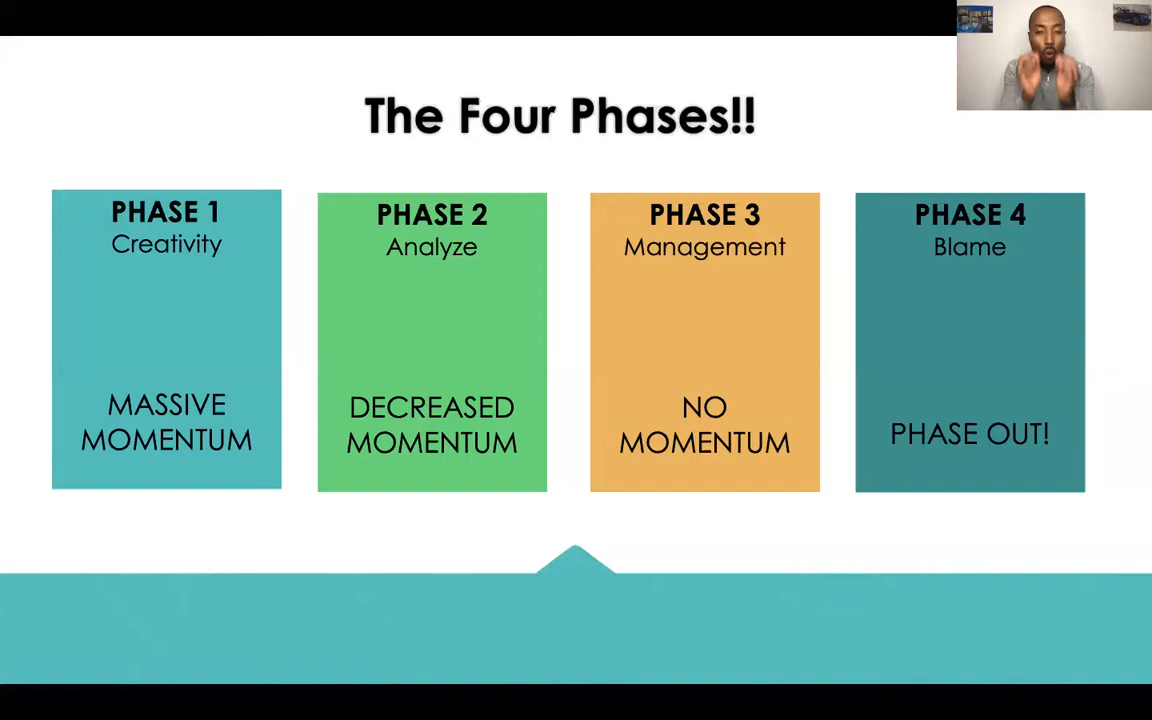 The Four Phases!!
PHASE 1
Creativity
MASSIVE
MOMENTUM
PHASE 2
Analyze
DECREASED
MOMENTUM
PHASE 3
Management
NO
MOMENTUM
PHASE 4
Blame
PHASE OUT!